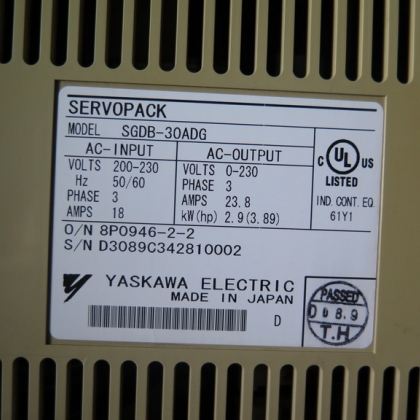 SERVOPACK
MODEL SGDB-30ADG
AC-INPUT AC-OUTPUT
VOLTS 200-230 VOLTS 0-230
Hz 50/60 PHASE 3
PHASE 3 AMPS 23.8
AMPS 18 kW(hp) 2.9(3.89)
C UL US
LISTED
IND. CONT. EQ.
61Y1
O/N 8P0946-2-2
S/N D3089C342810002
YASKAWA ELECTRIC
MADE IN JAPAN
D
PASSED
T.H